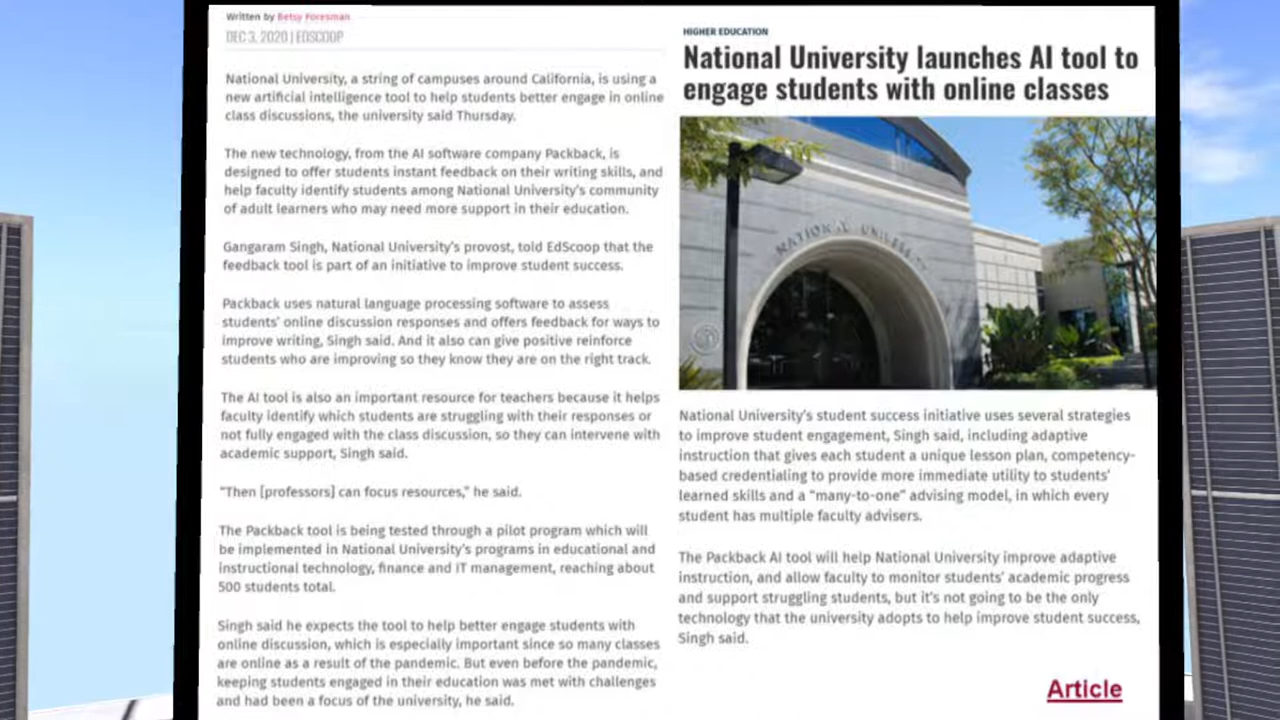 Written by Betsy Foresman
DEC 3, 2020 | EDSCOOP
National University, a string of campuses around California, is using a
new artificial intelligence tool to help students better engage in online
class discussions, the university said Thursday.
The new technology, from the AI software company Packback, is
designed to offer students instant feedback on their writing skills, and
help faculty identify students among National University's community
of adult learners who may need more support in their education.
Gangaram Singh, National University's provost, told EdScoop that the
feedback tool is part of an initiative to improve student success.
Packback uses natural language processing software to assess
students' online discussion responses and offers feedback for ways to
improve writing, Singh said. And it also can give positive reinforce
students who are improving so they know they are on the right track.
The AI tool is also an important resource for teachers because it helps
faculty identify which students are struggling with their responses or
not fully engaged with the class discussion, so they can intervene with
academic support, Singh said.
"Then [professors] can focus resources," he said.
The Packback tool is being tested through a pilot program which will
be implemented in National University's programs in educational and
instructional technology, finance and IT management, reaching about
500 students total.
Singh said he expects the tool to help better engage students with
online discussion, which is especially important since so many classes
are online as a result of the pandemic. But even before the pandemic,
keeping students engaged in their education was met with challenges
and had been a focus of the university, he said.
HIGHER EDUCATION
National University launches AI tool to
engage students with online classes
NATIONAL UNIVERSITY
National University's student success initiative uses several strategies
to improve student engagement, Singh said, including adaptive
instruction that gives each student a unique lesson plan, competency-
based credentialing to provide more immediate utility to students'
learned skills and a "many-to-one" advising model, in which every
student has multiple faculty advisers.
The Packback AI tool will help National University improve adaptive
instruction, and allow faculty to monitor students' academic progress
and support struggling students, but it's not going to be the only
technology that the university adopts to help improve student success,
Singh said.
Article